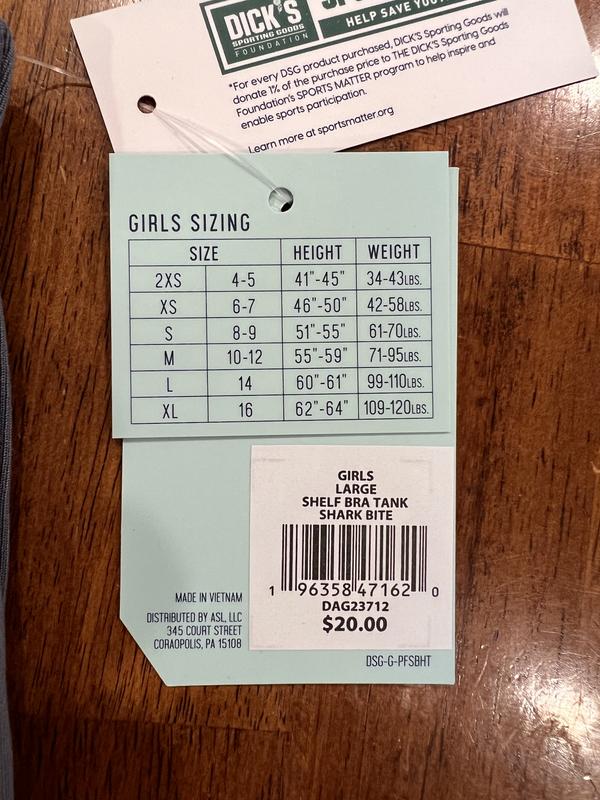 DICK'S
SPORTING GOODS
FOUNDATION
HELP SAVE
*For every DSG product purchased, DICK'S Sporting Goods will
donate 1% of the purchase price to THE DICK'S Sporting Goods
Foundation's SPORTS MATTER program to help inspire and
enable sports participation.
Learn more at sportsmatter.org
GIRLS SIZING
SIZE HEIGHT WEIGHT
2XS 4-5 41"-45" 34-43LBS.
XS 6-7 46"-50" 42-58LBS.
S 8-9 51"-55" 61-70LBS.
M 10-12 55"-59" 71-95LBS.
L 14 60"-61" 99-110LBS.
XL 16 62"-64" 109-120LBS.
GIRLS
LARGE
SHELF BRA TANK
SHARK BITE
1 96358 47162 0
DAG23712
$20.00
MADE IN VIETNAM
DISTRIBUTED BY ASL, LLC
345 COURT STREET
CORAOPOLIS, PA 15108
DSG-G-PFSBHT